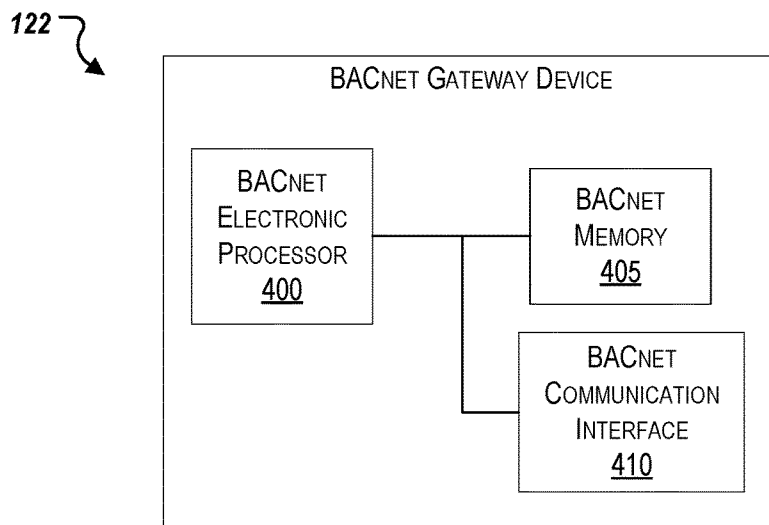 122
BACNET GATEWAY DEVICE
BACNET
ELECTRONIC
PROCESSOR
400
BACNET
MEMORY
405
BACNET
COMMUNICATION
INTERFACE
410